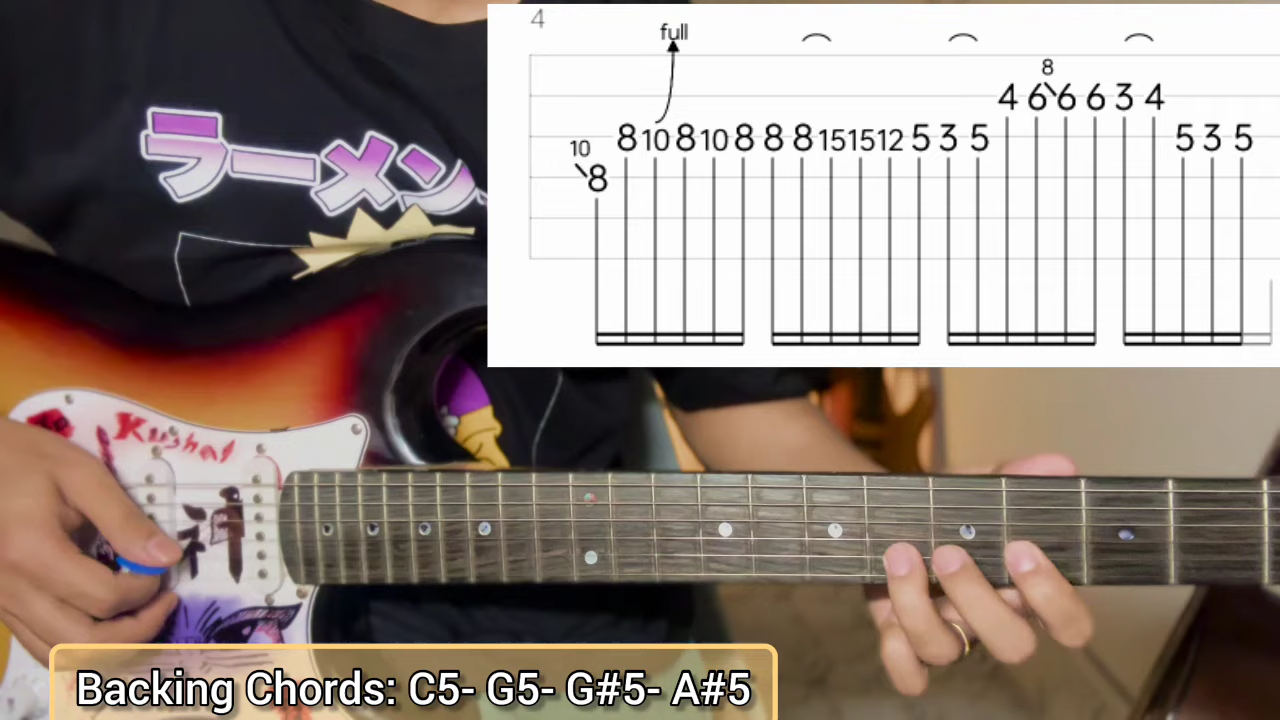 4
full
8
4 6 6 6 3 4
8 10 8 10 8 8 8 15 15 12 5 3 5 5 3 5
10
8
ラーメン
Kushal
Backing Chords: C5- G5- G#5- A#5